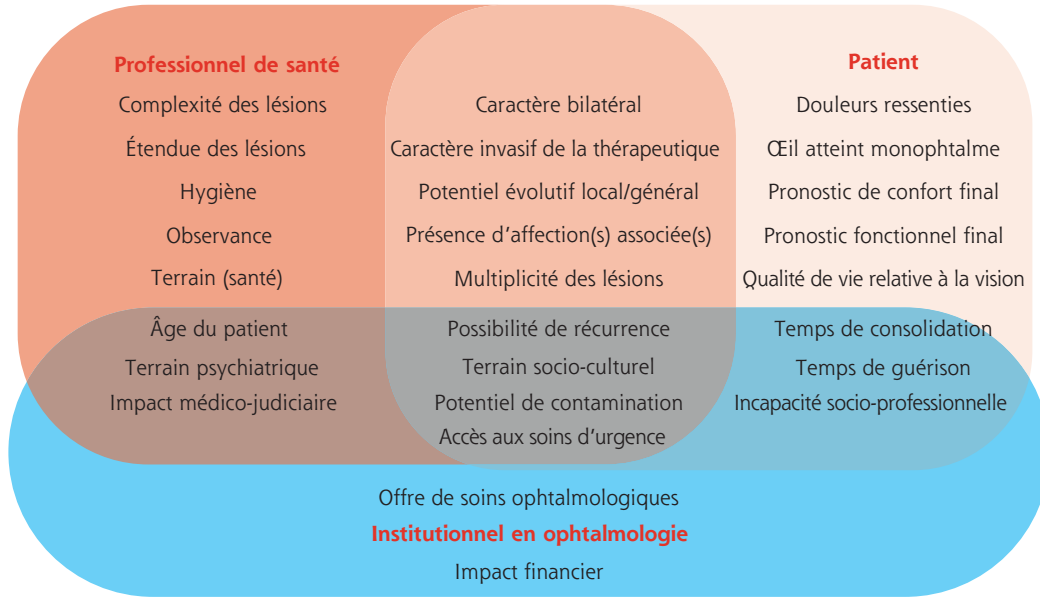 Professionnel de santé
Complexité des lésions
Étendue des lésions
Hygiène
Observance
Terrain (santé)
Âge du patient
Terrain psychiatrique
Impact médico-judiciaire
Caractère bilatéral
Caractère invasif de la thérapeutique
Potentiel évolutif local/général
Présence d’affection(s) associée(s)
Multiplicité des lésions
Possibilité de récurrence
Terrain socio-culturel
Potentiel de contamination
Accès aux soins d’urgence
Patient
Douleurs ressenties
Œil atteint monophtalme
Pronostic de confort final
Pronostic fonctionnel final
Qualité de vie relative à la vision
Temps de consolidation
Temps de guérison
Incapacité socio-professionnelle
Offre de soins ophtalmologiques
Institutionnel en ophtalmologie
Impact financier